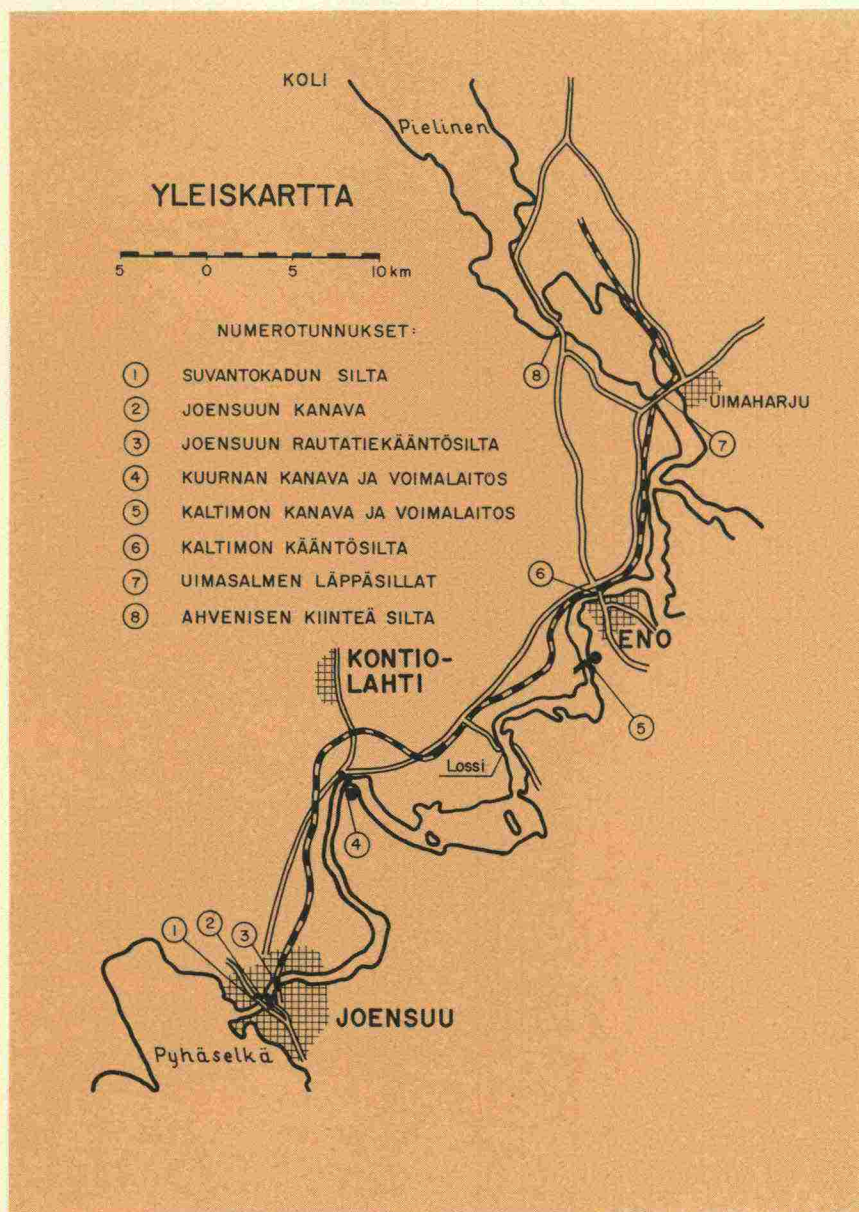 KOLI
Pielinen
YLEISKARTTA
5 0 5 10 km
NUMEROTUNNUKSET:
1 SUVANTOKADUN SILTA
2 JOENSUUN KANAVA
3 JOENSUUN RAUTATIEKÄÄNTÖSILTA
4 KUURNAN KANAVA JA VOIMALAITOS
5 KALTIMON KANAVA JA VOIMALAITOS
6 KALTIMON KÄÄNTÖSILTA
7 UIMASALMEN LÄPPÄSILLAT
8 AHVENISEN KIINTEÄ SILTA
8
UIMAHARJU
7
6
ENO
KONTIO-
LAHTI
5
Lossi
4
3
2
1
JOENSUU
Pyhäselkä